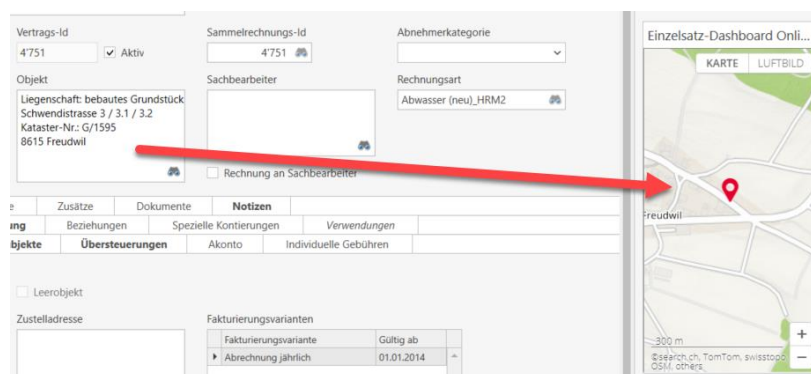 Vertrags-Id
Sammelrechnungs-Id
Abnehmerkategorie
4'751
Aktiv
4'751
Objekt
Sachbearbeiter
Rechnungsart
Liegenschaft: bebautes Grundstück
Schwendistrasse 3 / 3.1 / 3.2
Kataster-Nr.: G/1595
8615 Freudwil
Abwasser (neu)_HRM2
Rechnung an Sachbearbeiter
Zusätze
Dokumente
Notizen
Beziehungen
Spezielle Kontierungen
Verwendungen
Übersteuerungen
Akonto
Individuelle Gebühren
Leerobjekt
Zustelladresse
Fakturierungsvarianten
Fakturierungsvariante
Gültig ab
Abrechnung jährlich
01.01.2014
Einzelsatz-Dashboard Onli...
KARTE
LUFTBILD
Freudwil
300 m
©search.ch, TomTom, swisstopo
OSM, others